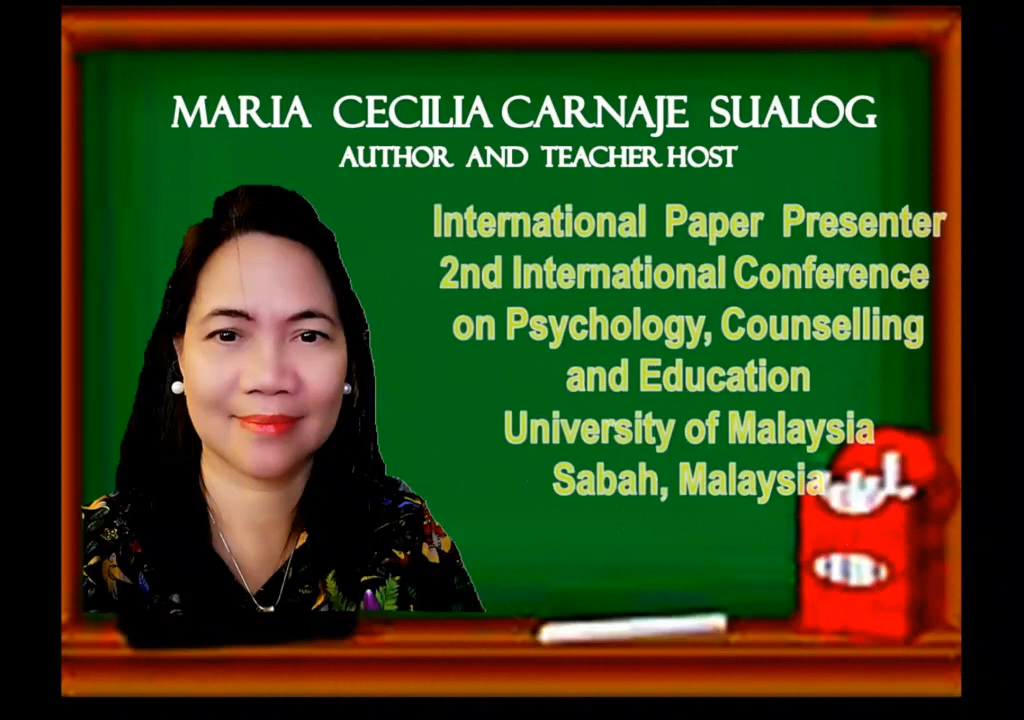 MARIA CECILIA CARNAJE SUALOG
AUTHOR AND TEACHER HOST
International Paper Presenter
2nd International Conference
on Psychology, Counselling
and Education
University of Malaysia
Sabah, Malaysia